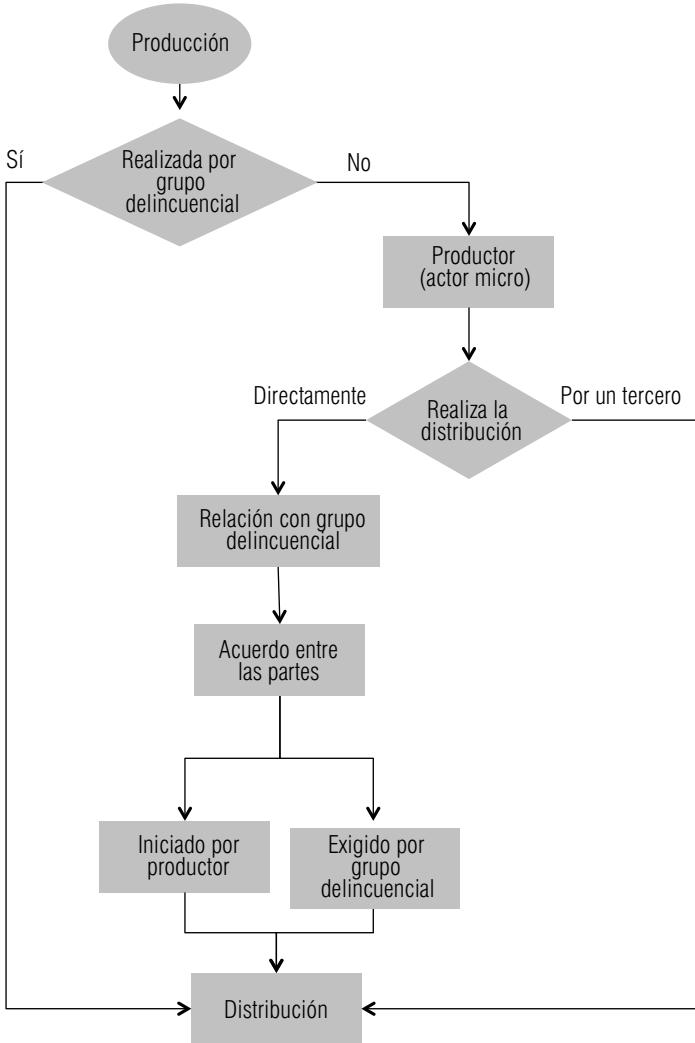 Producción
Sí
Realizada por
grupo
delincuencial
No
Productor
(actor micro)
Directamente
Realiza la
distribución
Por un tercero
Relación con grupo
delincuencial
Acuerdo entre
las partes
Iniciado por
productor
Exigido por
grupo
delincuencial
Distribución